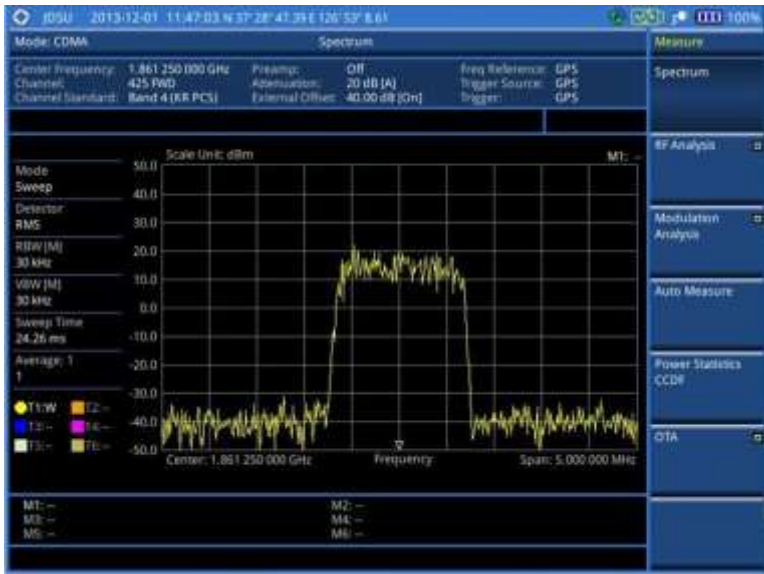 JDSU 2013-12-01 11:47:03 N 37° 28' 47.39 E 126° 53' 8.61 100%
Mode: CDMA Spectrum Measure
Center Frequency: 1.861 250 000 GHz Preamp: Off Freq Reference: GPS
Channel: 425 FWD Attenuation: 20 dB [A] Trigger Source: GPS
Channel Standard: Band 4 (KR PCS) External Offset: 40.00 dB [On] Trigger: GPS
Spectrum
RF Analysis
Modulation Analysis
Auto Measure
Power Statistics
CCDF
OTA
Scale Unit: dBm M1: --
Mode
Sweep
Detector
RMS
RBW [M]
30 kHz
VBW [M]
30 kHz
Sweep Time
24.26 ms
Average: 1
1
T1:W T2:--
T3:-- T4:--
T5:-- T6:--
50.0
40.0
30.0
20.0
10.0
0.0
-10.0
-20.0
-30.0
-40.0
-50.0
Center: 1.861 250 000 GHz Frequency Span: 5.000 000 MHz
M1: -- M2: --
M3: -- M4: --
M5: -- M6: --